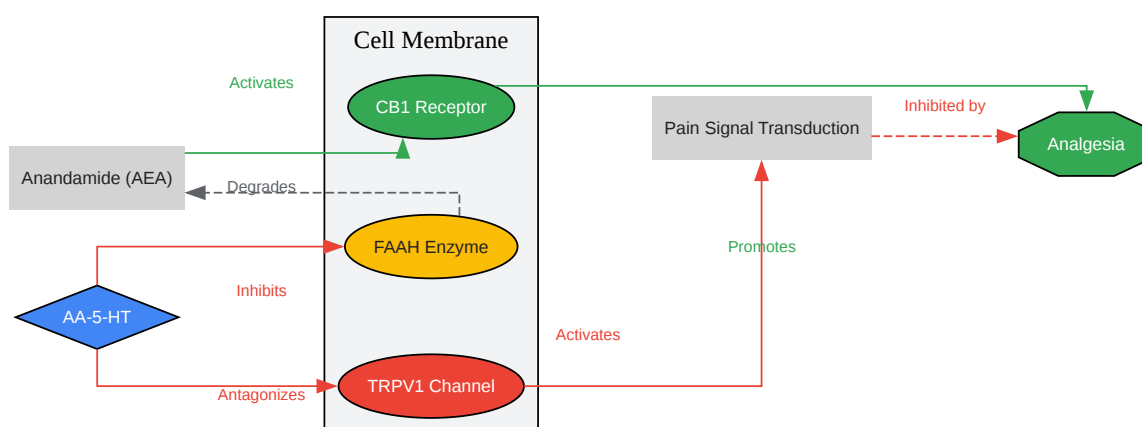 Cell Membrane
Activates
CB1 Receptor
Inhibited by
Pain Signal Transduction
Analgesia
Anandamide (AEA)
Degrades
FAAH Enzyme
Promotes
Inhibits
AA-5-HT
Activates
TRPV1 Channel
Antagonizes